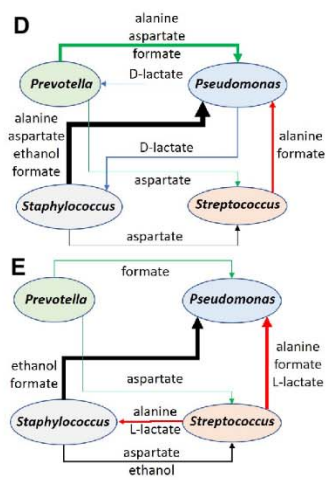 D
alanine
aspartate
formate
Prevotella
D-lactate
Pseudomonas
alanine
aspartate
ethanol
formate
D-lactate
alanine
formate
aspartate
Staphylococcus
Streptococcus
aspartate
E
formate
Prevotella
Pseudomonas
ethanol
formate
alanine
formate
L-lactate
aspartate
alanine
L-lactate
Staphylococcus
Streptococcus
aspartate
ethanol